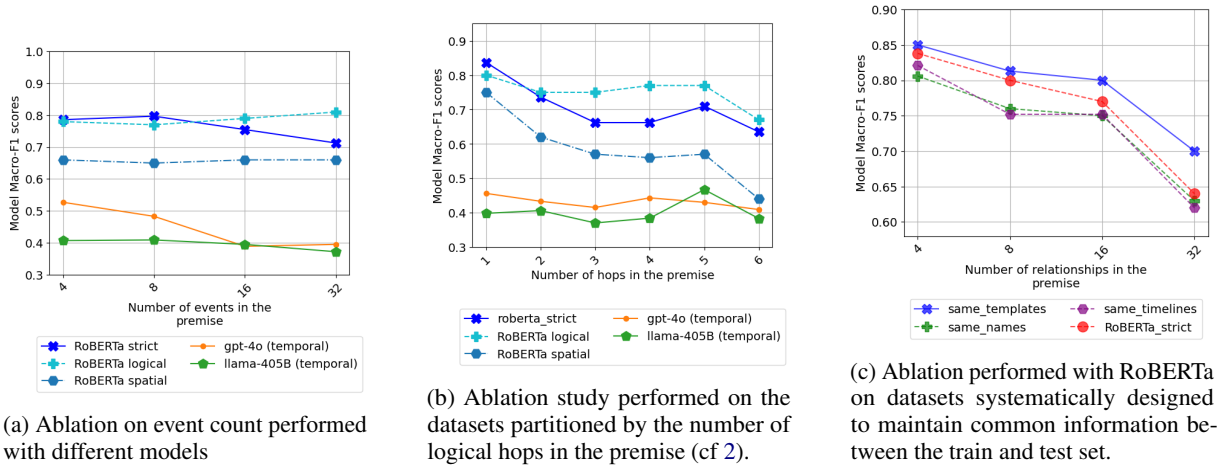 Model Macro-F1 scores
1.0
0.9
0.8
0.7
0.6
0.5
0.4
0.3
4
8
16
32
Number of events in the
premise
RoBERTa strict
RoBERTa logical
RoBERTa spatial
gpt-4o (temporal)
llama-405B (temporal)
(a) Ablation on event count performed
with different models
Model Macro-F1 scores
0.9
0.8
0.7
0.6
0.5
0.4
0.3
1
2
3
4
5
6
Number of hops in the premise
roberta_strict
RoBERTa logical
RoBERTa spatial
gpt-4o (temporal)
llama-405B (temporal)
(b) Ablation study performed on the
datasets partitioned by the number of
logical hops in the premise (cf 2).
Model Macro-F1 scores
0.90
0.85
0.80
0.75
0.70
0.65
0.60
4
8
16
32
Number of relationships in the
premise
same_templates
same_names
same_timelines
RoBERTa_strict
(c) Ablation performed with RoBERTa
on datasets systematically designed
to maintain common information be-
tween the train and test set.